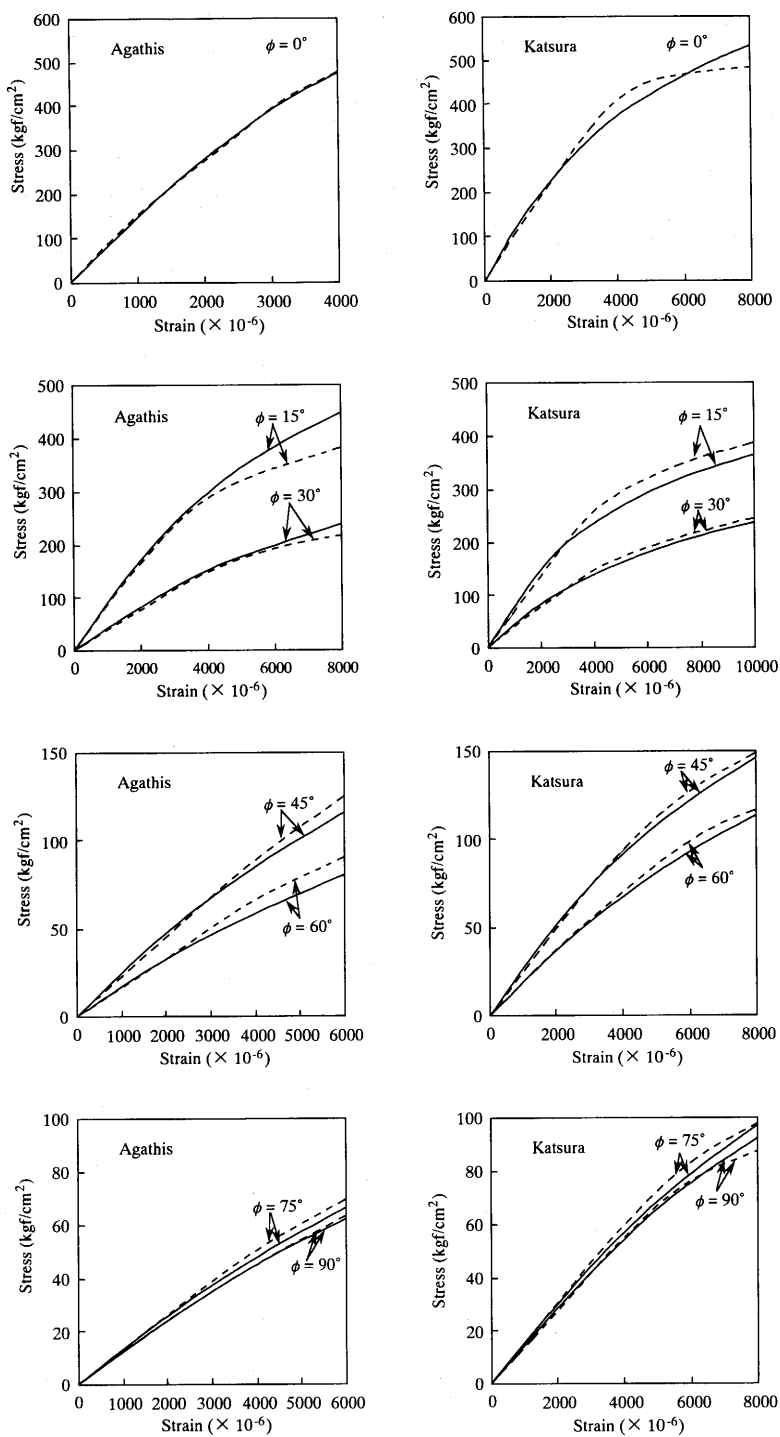 600
500
400
300
200
100
0
Stress (kgf/cm²)
Agathis
ϕ = 0°
0 1000 2000 3000 4000
Strain (× 10⁻⁶)
600
500
400
300
200
100
0
Stress (kgf/cm²)
Katsura
ϕ = 0°
0 2000 4000 6000 8000
Strain (× 10⁻⁶)
500
400
300
200
100
0
Stress (kgf/cm²)
Agathis
ϕ = 15°
ϕ = 30°
0 2000 4000 6000 8000
Strain (× 10⁻⁶)
500
400
300
200
100
0
Stress (kgf/cm²)
Katsura
ϕ = 15°
ϕ = 30°
0 2000 4000 6000 8000 10000
Strain (× 10⁻⁶)
150
100
50
0
Stress (kgf/cm²)
Agathis
ϕ = 45°
ϕ = 60°
0 1000 2000 3000 4000 5000 6000
Strain (× 10⁻⁶)
150
100
50
0
Stress (kgf/cm²)
Katsura
ϕ = 45°
ϕ = 60°
0 2000 4000 6000 8000
Strain (× 10⁻⁶)
100
80
60
40
20
0
Stress (kgf/cm²)
Agathis
ϕ = 75°
ϕ = 90°
0 1000 2000 3000 4000 5000 6000
Strain (× 10⁻⁶)
100
80
60
40
20
0
Stress (kgf/cm²)
Katsura
ϕ = 75°
ϕ = 90°
0 2000 4000 6000 8000
Strain (× 10⁻⁶)